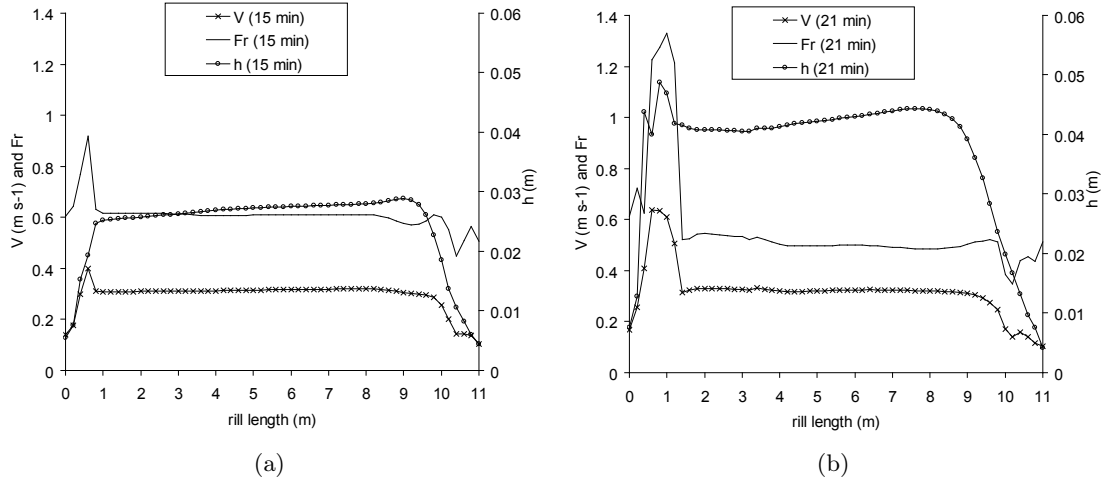 V (15 min)
Fr (15 min)
h (15 min)
1.4
1.2
1
0.8
0.6
0.4
0.2
0
V (m s-1) and Fr
0.06
0.05
0.04
0.03
0.02
0.01
0
h (m)
0 1 2 3 4 5 6 7 8 9 10 11
rill length (m)
(a)
V (21 min)
Fr (21 min)
h (21 min)
1.4
1.2
1
0.8
0.6
0.4
0.2
0
V (m s-1) and Fr
0.06
0.05
0.04
0.03
0.02
0.01
0
h (m)
0 1 2 3 4 5 6 7 8 9 10 11
rill length (m)
(b)